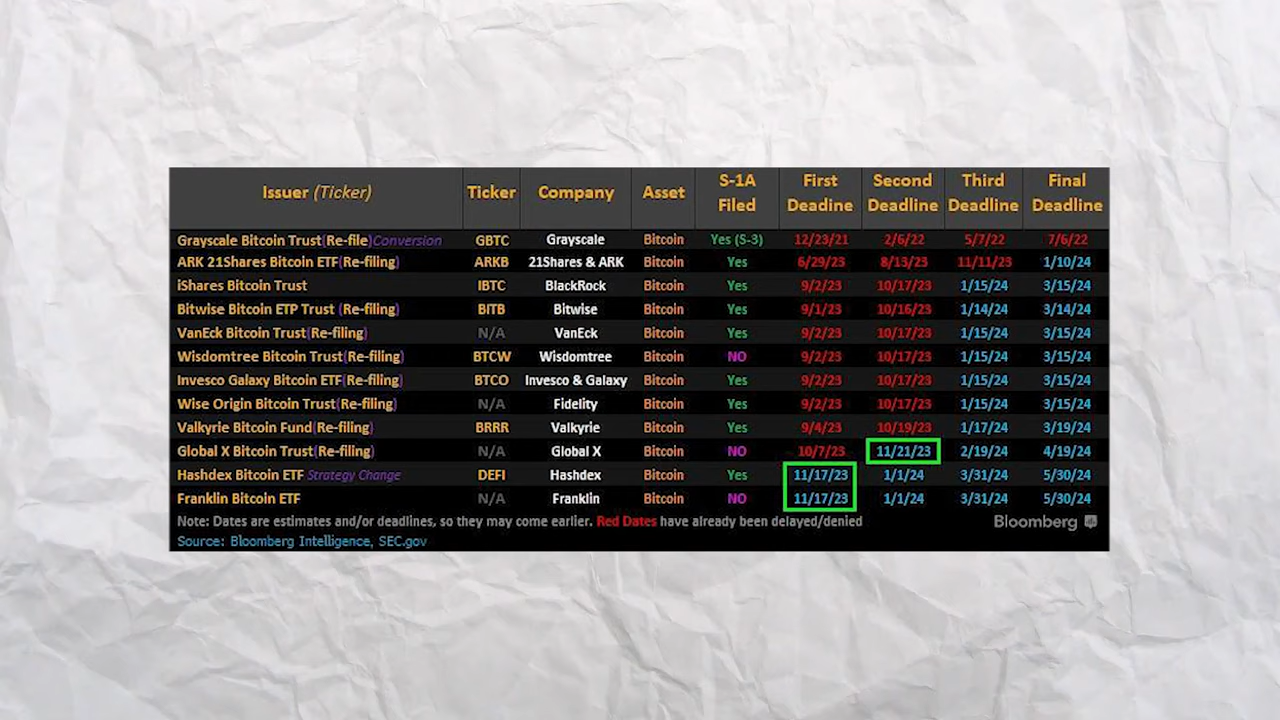 Issuer (Ticker) Ticker Company Asset S-1A Filed First Deadine Second Deadline Third Deadline Final Deadline
Grayscale Bitcoin Trust(Re-file)Conversion GBTC Grayscale Bitcoin Yes (S-3) 12/23/21 2/6/22 5/7/22 7/6/22
ARK 21Shares Bitcoin ETF(Re-filing) ARKB 21Shares & ARK Bitcoin Yes 6/29/23 8/13/23 11/11/23 1/10/24
iShares Bitcoin Trust IBTC BlackRock Bitcoin Yes 9/2/23 10/17/23 1/15/24 3/15/24
Bitwise Bitcoin ETP Trust (Re-filing) BITB Bitwise Bitcoin Yes 9/1/23 10/16/23 1/14/24 3/14/24
VanEck Bitcoin Trust(Re-filing) N/A VanEck Bitcoin Yes 9/2/23 10/17/23 1/15/24 3/15/24
Wisdomtree Bitcoin Trust(Re-filing) BTCW Wisdomtree Bitcoin NO 9/2/23 10/17/23 1/15/24 3/15/24
Invesco Galaxy Bitcoin ETF(Re-filing) BTCO Invesco & Galaxy Bitcoin Yes 9/2/23 10/17/23 1/15/24 3/15/24
Wise Origin Bitcoin Trust(Re-filing) N/A Fidelity Bitcoin Yes 9/2/23 10/17/23 1/15/24 3/15/24
Valkyrie Bitcoin Fund(Re-filing) BRRR Valkyrie Bitcoin Yes 9/4/23 10/19/23 1/17/24 3/19/24
Global X Bitcoin Trust(Re-filing) N/A Global X Bitcoin NO 10/7/23 11/21/23 2/19/24 4/19/24
Hashdex Bitcoin ETF Strategy Change DEFI Hashdex Bitcoin Yes 11/17/23 1/1/24 3/31/24 5/30/24
Franklin Bitcoin ETF N/A Franklin Bitcoin NO 11/17/23 1/1/24 3/31/24 5/30/24
Note: Dates are estimates and/or deadlines, so they may come earlier. Red Dates have already been delayed/denied Bloomberg
Source: Bloomberg Intelligence, SEC.gov